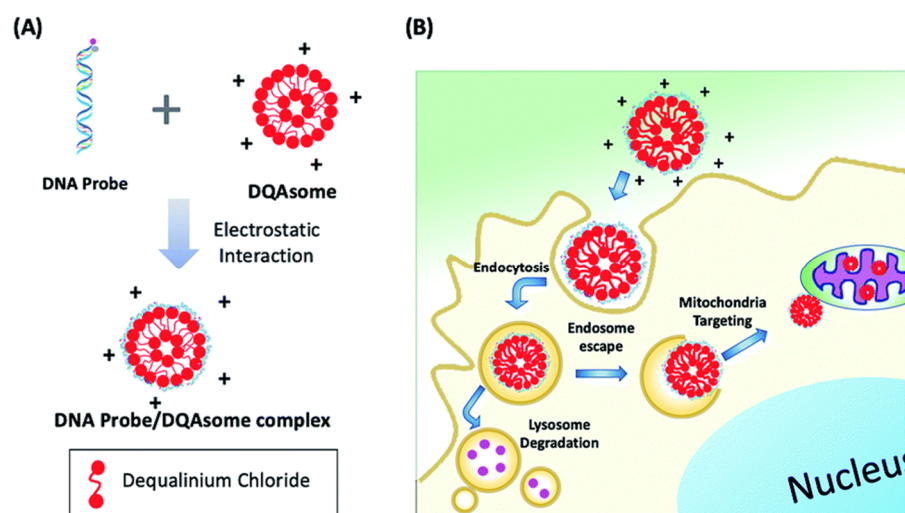 (A)
+
+
+
+
+
+
DNA Probe
DQAsome
Electrostatic
Interaction
+
+
+
+
+
DNA Probe/DQAsome complex
Dequalinium Chloride
(B)
+
+
+
+
+
+
+
+
+
Endocytosis
Endosome
escape
Mitochondria
Targeting
Lysosome
Degradation
Nucleus